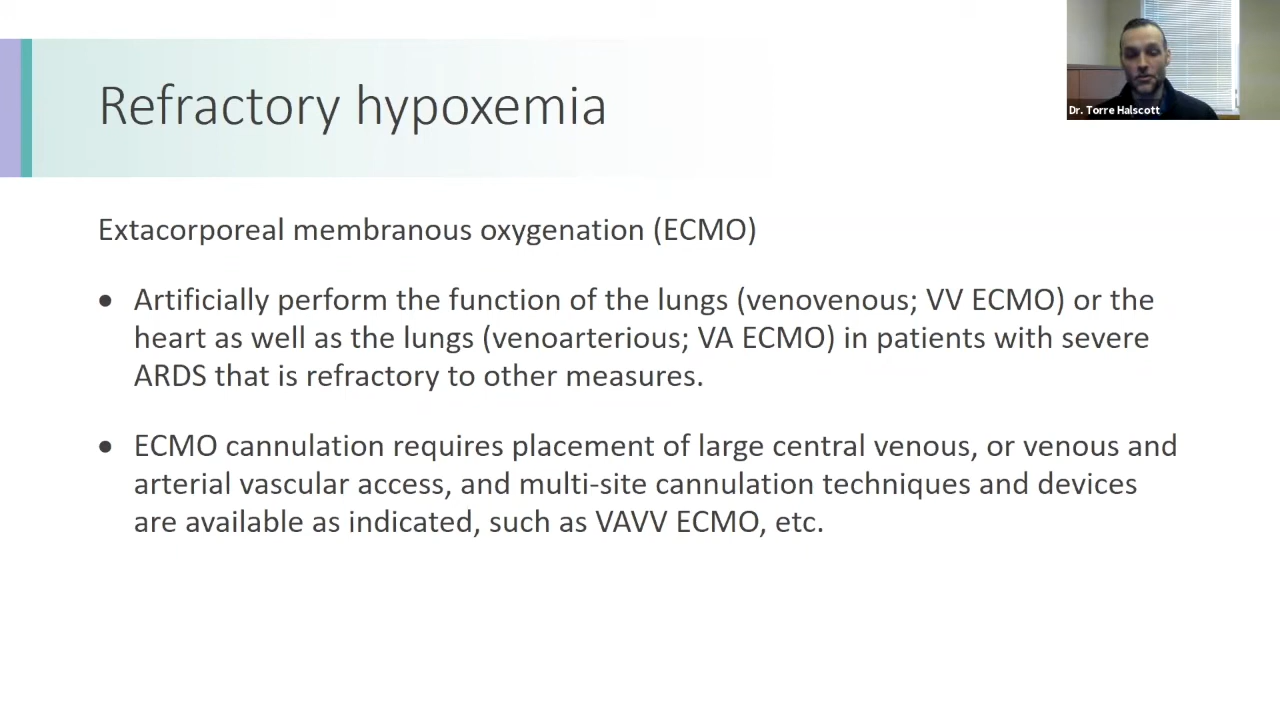 Refractory hypoxemia
Dr. Torre Halscott
Extacorporeal membranous oxygenation (ECMO)
● Artificially perform the function of the lungs (venovenous; VV ECMO) or the
heart as well as the lungs (venoarterious; VA ECMO) in patients with severe
ARDS that is refractory to other measures.
● ECMO cannulation requires placement of large central venous, or venous and
arterial vascular access, and multi-site cannulation techniques and devices
are available as indicated, such as VAVV ECMO, etc.